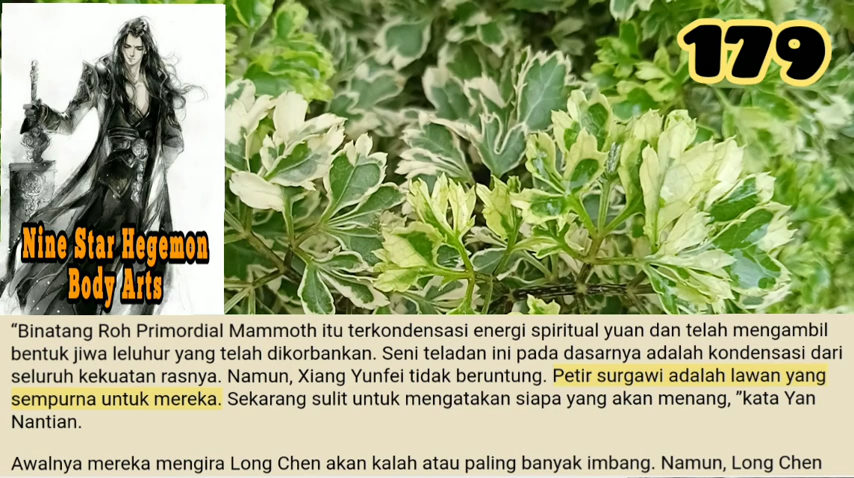 179
Nine Star Hegemon
Body Arts
“Binatang Roh Primordial Mammoth itu terkondensasi energi spiritual yuan dan telah mengambil
bentuk jiwa leluhur yang telah dikorbankan. Seni teladan ini pada dasarnya adalah kondensasi dari
seluruh kekuatan rasnya. Namun, Xiang Yunfei tidak beruntung. Petir surgawi adalah lawan yang
sempurna untuk mereka. Sekarang sulit untuk mengatakan siapa yang akan menang, ”kata Yan
Nantian.
Awalnya mereka mengira Long Chen akan kalah atau paling banyak imbang. Namun, Long Chen